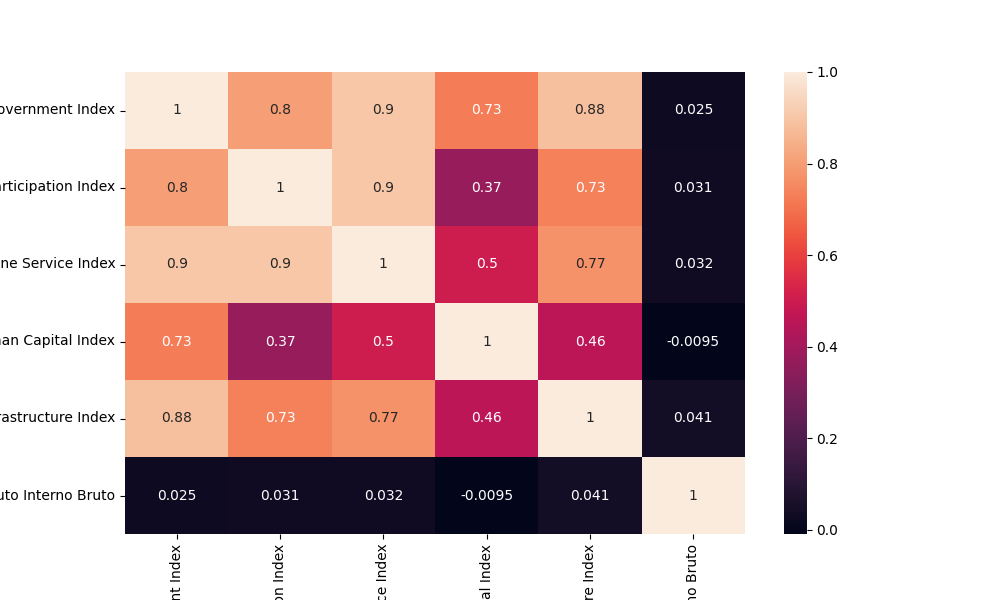 overnment Index 1 0.8 0.9 0.73 0.88 0.025
articipation Index 0.8 1 0.9 0.37 0.73 0.031
ne Service Index 0.9 0.9 1 0.5 0.77 0.032
an Capital Index 0.73 0.37 0.5 1 0.46 -0.0095
rastructure Index 0.88 0.73 0.77 0.46 1 0.041
uto Interno Bruto 0.025 0.031 0.032 -0.0095 0.041 1
nt Index
on Index
ce Index
al Index
re Index
no Bruto
1.0
0.8
0.6
0.4
0.2
0.0